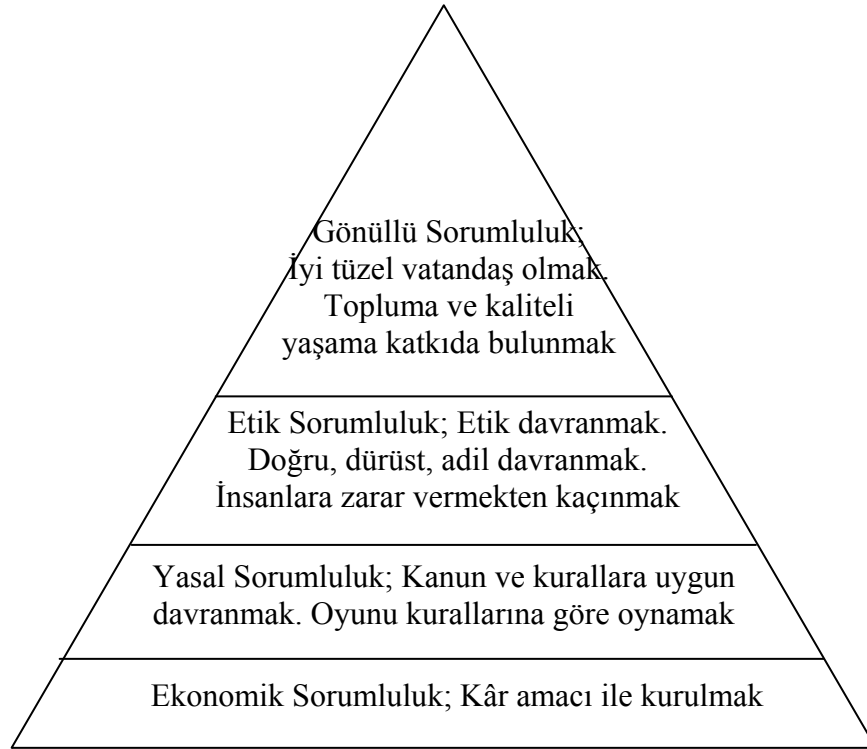 Gönüllü Sorumluluk;
İyi tüzel vatandaş olmak.
Topluma ve kaliteli
yaşama katkıda bulunmak
Etik Sorumluluk; Etik davranmak.
Doğru, dürüst, adil davranmak.
İnsanlara zarar vermekten kaçınmak
Yasal Sorumluluk; Kanun ve kurallara uygun
davranmak. Oyunu kurallarına göre oynamak
Ekonomik Sorumluluk; Kâr amacı ile kurulmak